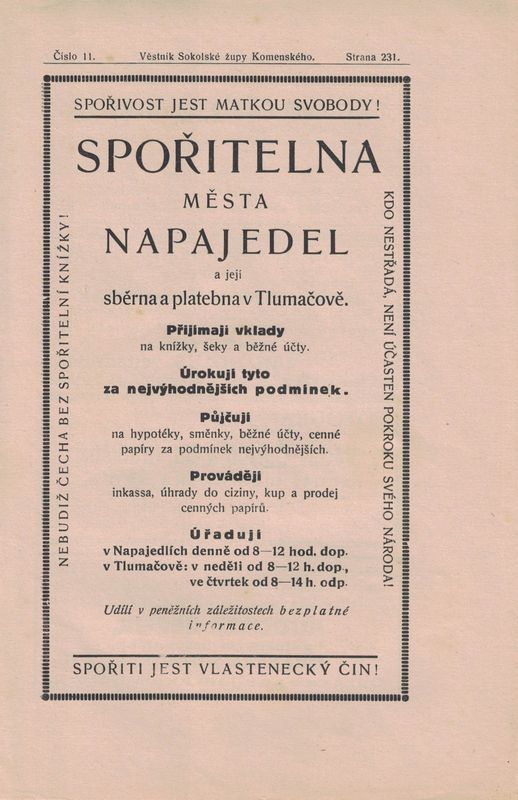 Číslo 11. Věstník Sokolské župy Komenského. Strana 231.
SPOŘIVOST JEST MATKOU SVOBODY!
NEBUDIŽ ČECHA BEZ SPOŘITELNÍ KNÍŽKY!
SPOŘITELNA
MĚSTA
NAPAJEDEL
a její
sběrna a platebna v Tlumačově.
Přijímají vklady
na knížky, šeky a běžné účty.
Úrokují tyto
za nejvýhodnějších podmínek.
Půjčují
na hypotéky, směnky, běžné účty, cenné
papíry za podmínek nejvýhodnějších.
Provádějí
inkassa, úhrady do ciziny, kup a prodej
cenných papírů.
Úřadují
v Napajedlích denně od 8—12 hod. dop.
v Tlumačově: v neděli od 8—12 h. dop.,
ve čtvrtek od 8—14 h. odp.
Udílí v peněžních záležitostech bezplatné
informace.
KDO NESTŘADÁ, NENÍ ÚČASTEN POKROKU SVÉHO NÁRODA!
SPOŘITI JEST VLASTENECKÝ ČIN!